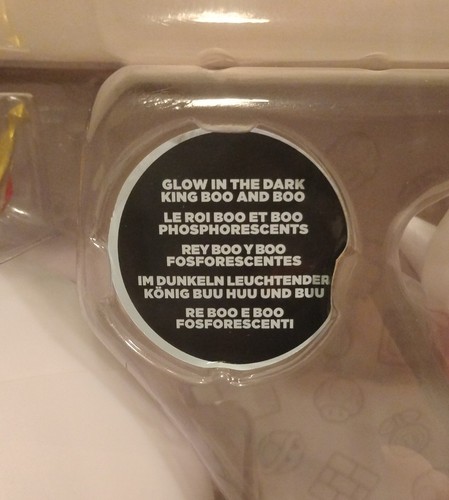 GLOW IN THE DARK
KING BOO AND BOO
LE ROI BOO ET BOO
PHOSPHORESCENTS
REY BOO Y BOO
FOSFORESCENTES
IM DUNKELN LEUCHTENDER
KÖNIG BUU HUU UND BUU
RE BOO E BOO
FOSFORESCENTI